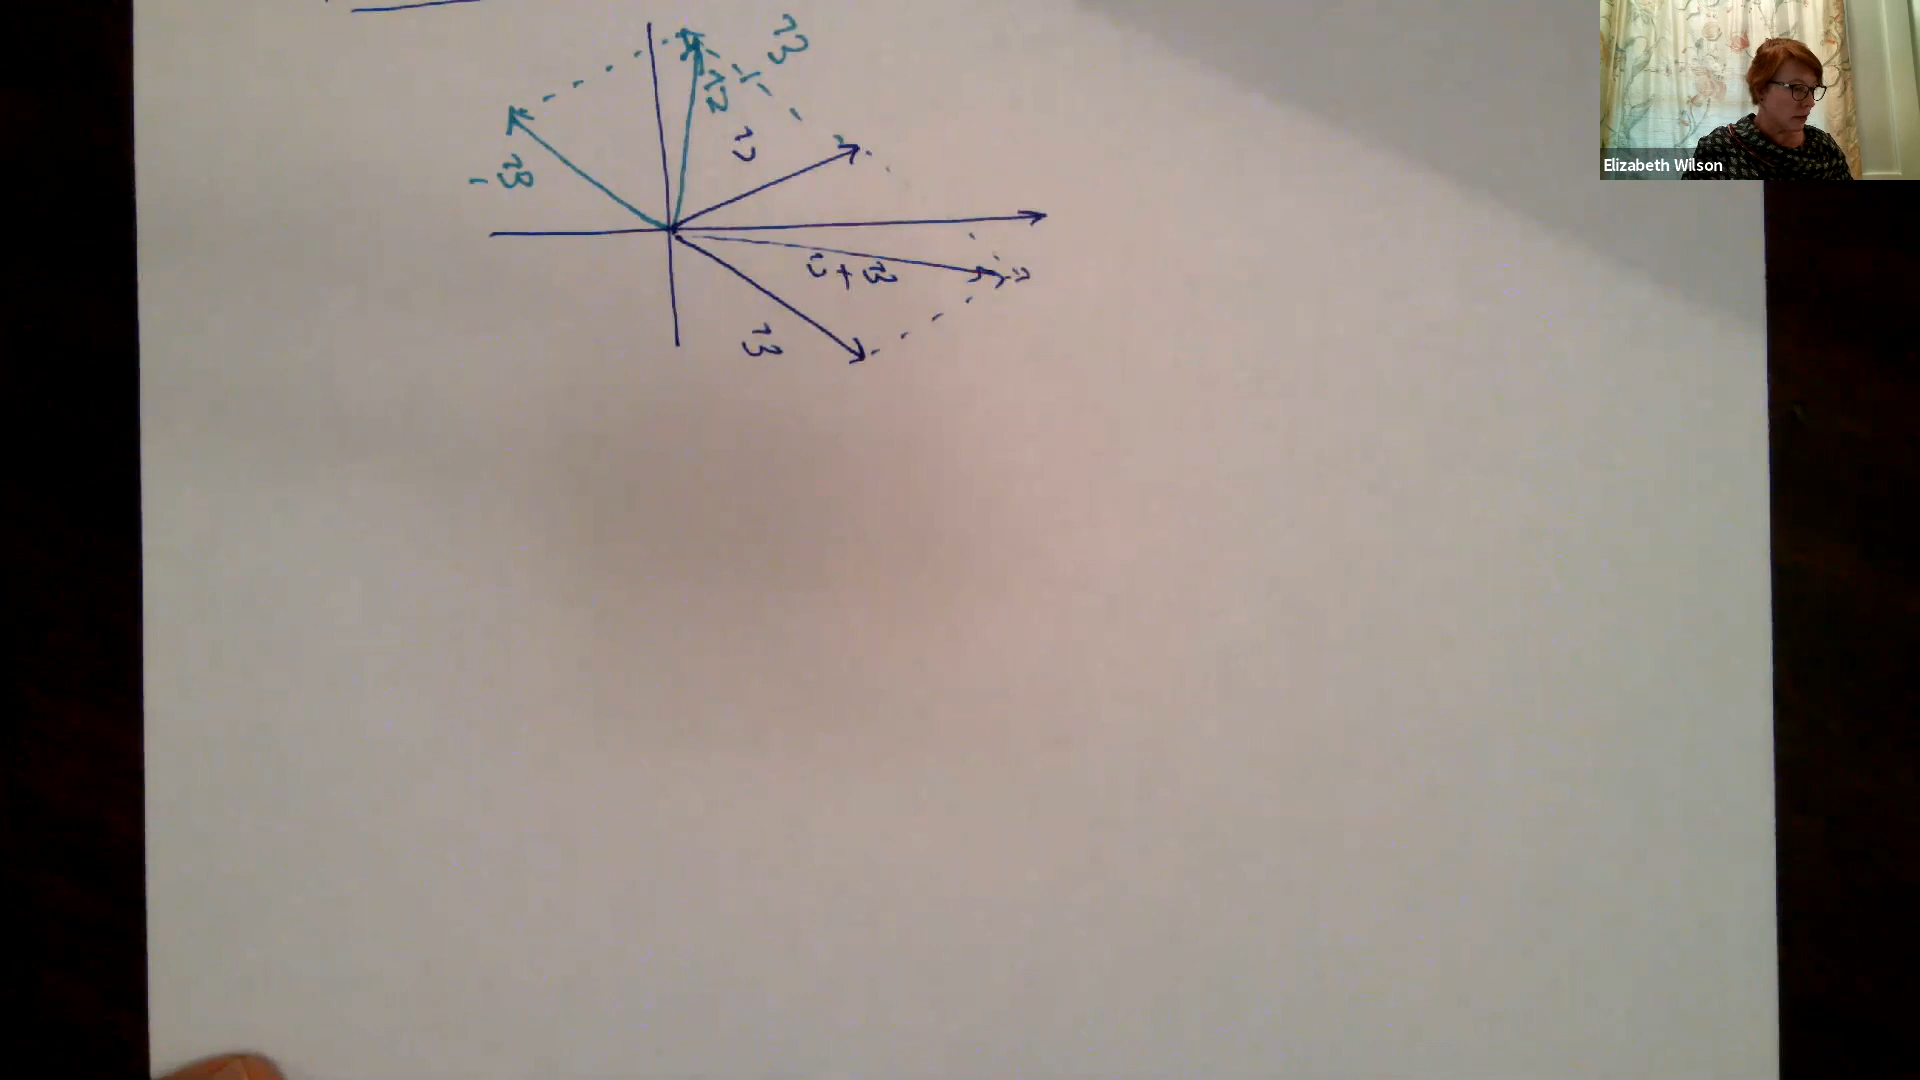 -w⃗
v⃗
w⃗
v+w
w⃗
Elizabeth Wilson